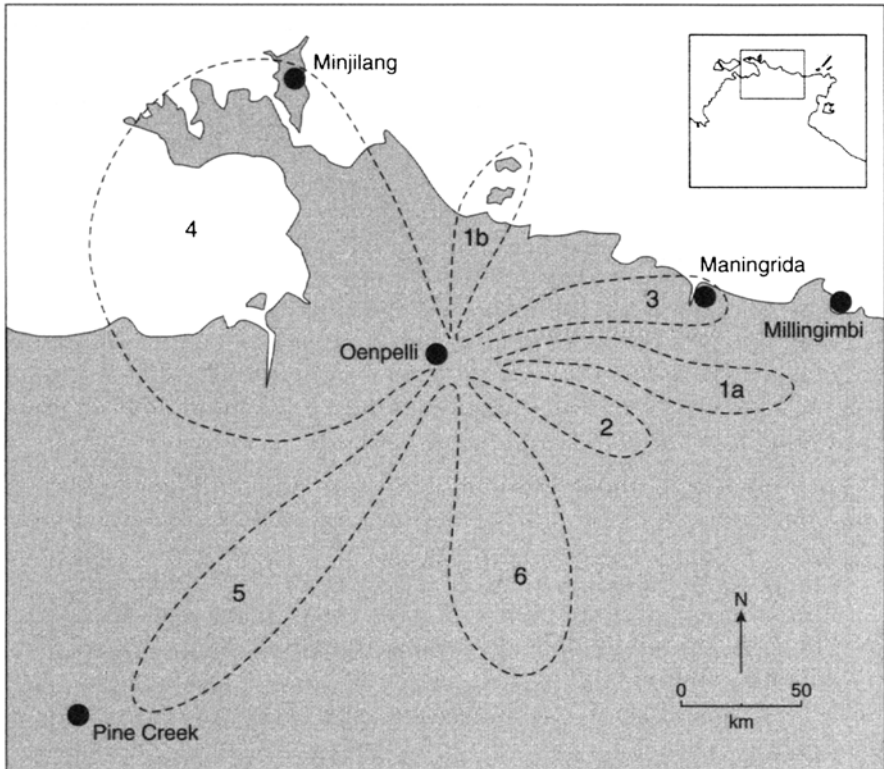 Minjilang
4
1b
Maningrida
3
Millingimbi
Oenpelli
1a
2
5
6
N
0 50
km
Pine Creek